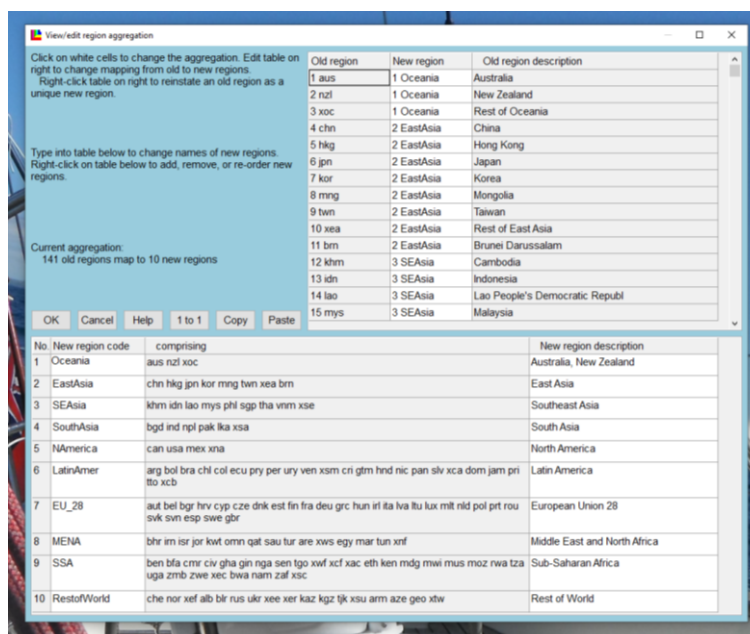 View/edit region aggregation
Click on white cells to change the aggregation. Edit table on
right to change mapping from old to new regions.
Right-click table on right to reinstate an old region as a
unique new region.
Type into table below to change names of new regions.
Right-click on table below to add, remove, or re-order new
regions.
Current aggregation:
141 old regions map to 10 new regions
OK Cancel Help 1 to 1 Copy Paste
Old region New region Old region description
1 aus 1 Oceania Australia
2 nzl 1 Oceania New Zealand
3 xoc 1 Oceania Rest of Oceania
4 chn 2 EastAsia China
5 hkg 2 EastAsia Hong Kong
6 jpn 2 EastAsia Japan
7 kor 2 EastAsia Korea
8 mng 2 EastAsia Mongolia
9 twn 2 EastAsia Taiwan
10 xea 2 EastAsia Rest of East Asia
11 brn 2 EastAsia Brunei Darussalam
12 khm 3 SEAsia Cambodia
13 idn 3 SEAsia Indonesia
14 lao 3 SEAsia Lao People's Democratic Republ
15 mys 3 SEAsia Malaysia
No. New region code comprising New region description
1 Oceania aus nzl xoc Australia, New Zealand
2 EastAsia chn hkg jpn kor mng twn xea brn East Asia
3 SEAsia khm idn lao mys phl sgp tha vnm xse Southeast Asia
4 SouthAsia bgd ind npl pak lka xsa South Asia
5 NAmerica can usa mex xna North America
6 LatinAmer arg bol bra chl col ecu pry per ury ven xsm cri gtm hnd nic pan slv xca dom jam pri Latin America
tto xcb
7 EU_28 aut bel bgr hrv cyp cze dnk est fin fra deu grc hun irl ita lva ltu lux mlt nld pol prt rou European Union 28
svk svn esp swe gbr
8 MENA bhr irn isr jor kwt omn qat sau tur are xws egy mar tun xnf Middle East and North Africa
9 SSA ben bfa cmr civ gha gin nga sen tgo xwf xcf xac eth ken mdg mwi mus moz rwa tza Sub-Saharan Africa
uga zmb zwe xec bwa nam zaf xsc
10 RestofWorld che nor xef alb blr rus ukr xee xer kaz kgz tjk xsu arm aze geo xtw Rest of World